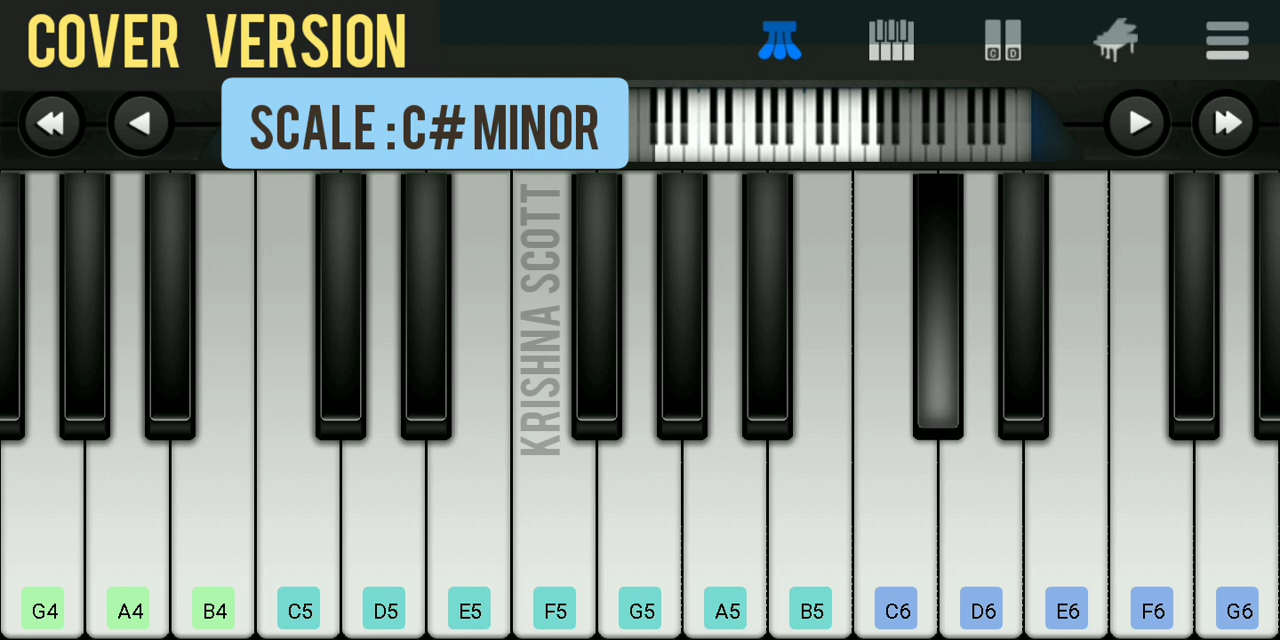 COVER VERSION
C D
SCALE : C# MINOR
KRISHNA SCOTT
G4 A4 B4 C5 D5 E5 F5 G5 A5 B5 C6 D6 E6 F6 G6